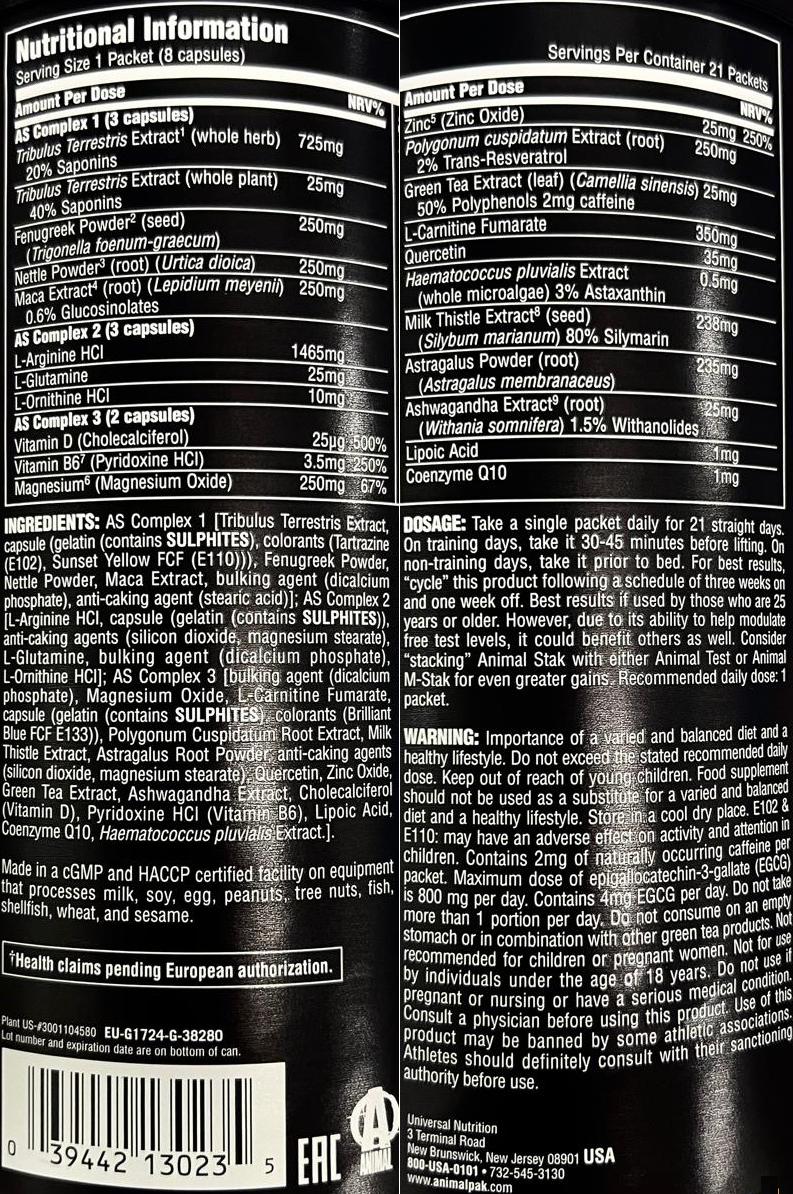 Nutritional Information
Serving Size 1 Packet (8 capsules)
Amount Per Dose NRV%
AS Complex 1 (3 capsules)
Tribulus Terrestris Extract¹ (whole herb) 725mg
20% Saponins
Tribulus Terrestris Extract (whole plant) 25mg
40% Saponins
Fenugreek Powder² (seed) 250mg
(Trigonella foenum-graecum)
Nettle Powder³ (root) (Urtica dioica) 250mg
Maca Extract⁴ (root) (Lepidium meyenii) 250mg
0.6% Glucosinolates
AS Complex 2 (3 capsules)
L-Arginine HCl 1465mg
L-Glutamine 25mg
L-Ornithine HCl 10mg
AS Complex 3 (2 capsules)
Vitamin D (Cholecalciferol) 25µg 500%
Vitamin B6⁷ (Pyridoxine HCl) 3.5mg 250%
Magnesium⁶ (Magnesium Oxide) 250mg 67%
INGREDIENTS: AS Complex 1 [Tribulus Terrestris Extract,
capsule (gelatin (contains SULPHITES), colorants (Tartrazine
(E102), Sunset Yellow FCF (E110))), Fenugreek Powder,
Nettle Powder, Maca Extract, bulking agent (dicalcium
phosphate), anti-caking agent (stearic acid)]; AS Complex 2
[L-Arginine HCl, capsule (gelatin (contains SULPHITES)),
anti-caking agents (silicon dioxide, magnesium stearate),
L-Glutamine, bulking agent (dicalcium phosphate),
L-Ornithine HCl]; AS Complex 3 [bulking agent (dicalcium
phosphate), Magnesium Oxide, L-Carnitine Fumarate,
capsule (gelatin (contains SULPHITES), colorants (Brilliant
Blue FCF E133)), Polygonum Cuspidatum Root Extract, Milk
Thistle Extract, Astragalus Root Powder, anti-caking agents
(silicon dioxide, magnesium stearate), Quercetin, Zinc Oxide,
Green Tea Extract, Ashwagandha Extract, Cholecalciferol
(Vitamin D), Pyridoxine HCl (Vitamin B6), Lipoic Acid,
Coenzyme Q10, Haematococcus pluvialis Extract.].
Made in a cGMP and HACCP certified facility on equipment
that processes milk, soy, egg, peanuts, tree nuts, fish,
shellfish, wheat, and sesame.
†Health claims pending European authorization.
Plant US-#3001104580 EU-G1724-G-38280
Lot number and expiration date are on bottom of can.
0 39442 13023 5
EAC
ANIMAL
Servings Per Container 21 Packets
Amount Per Dose NRV%
Zinc⁵ (Zinc Oxide) 25mg 250%
Polygonum cuspidatum Extract (root) 250mg
2% Trans-Resveratrol
Green Tea Extract (leaf) (Camellia sinensis) 25mg
50% Polyphenols 2mg caffeine
L-Carnitine Fumarate 350mg
Quercetin 35mg
Haematococcus pluvialis Extract 0.5mg
(whole microalgae) 3% Astaxanthin
Milk Thistle Extract⁸ (seed) 238mg
(Silybum marianum) 80% Silymarin
Astragalus Powder (root) 235mg
(Astragalus membranaceus)
Ashwagandha Extract⁹ (root) 25mg
(Withania somnifera) 1.5% Withanolides
Lipoic Acid 1mg
Coenzyme Q10 1mg
DOSAGE: Take a single packet daily for 21 straight days.
On training days, take it 30-45 minutes before lifting. On
non-training days, take it prior to bed. For best results,
"cycle" this product following a schedule of three weeks on
and one week off. Best results if used by those who are 25
years or older. However, due to its ability to help modulate
free test levels, it could benefit others as well. Consider
"stacking" Animal Stak with either Animal Test or Animal
M-Stak for even greater gains. Recommended daily dose: 1
packet.
WARNING: Importance of a varied and balanced diet and a
healthy lifestyle. Do not exceed the stated recommended daily
dose. Keep out of reach of young children. Food supplement
should not be used as a substitute for a varied and balanced
diet and a healthy lifestyle. Store in a cool dry place. E102 &
E110: may have an adverse effect on activity and attention in
children. Contains 2mg of naturally occurring caffeine per
packet. Maximum dose of epigallocatechin-3-gallate (EGCG)
is 800 mg per day. Contains 4mg EGCG per day. Do not take
more than 1 portion per day. Do not consume on an empty
stomach or in combination with other green tea products. Not
recommended for children or pregnant women. Not for use
by individuals under the age of 18 years. Do not use if
pregnant or nursing or have a serious medical condition.
Consult a physician before using this product. Use of this
product may be banned by some athletic associations.
Athletes should definitely consult with their sanctioning
authority before use.
Universal Nutrition
3 Terminal Road
New Brunswick, New Jersey 08901 USA
800-USA-0101 • 732-545-3130
www.animalpak.com